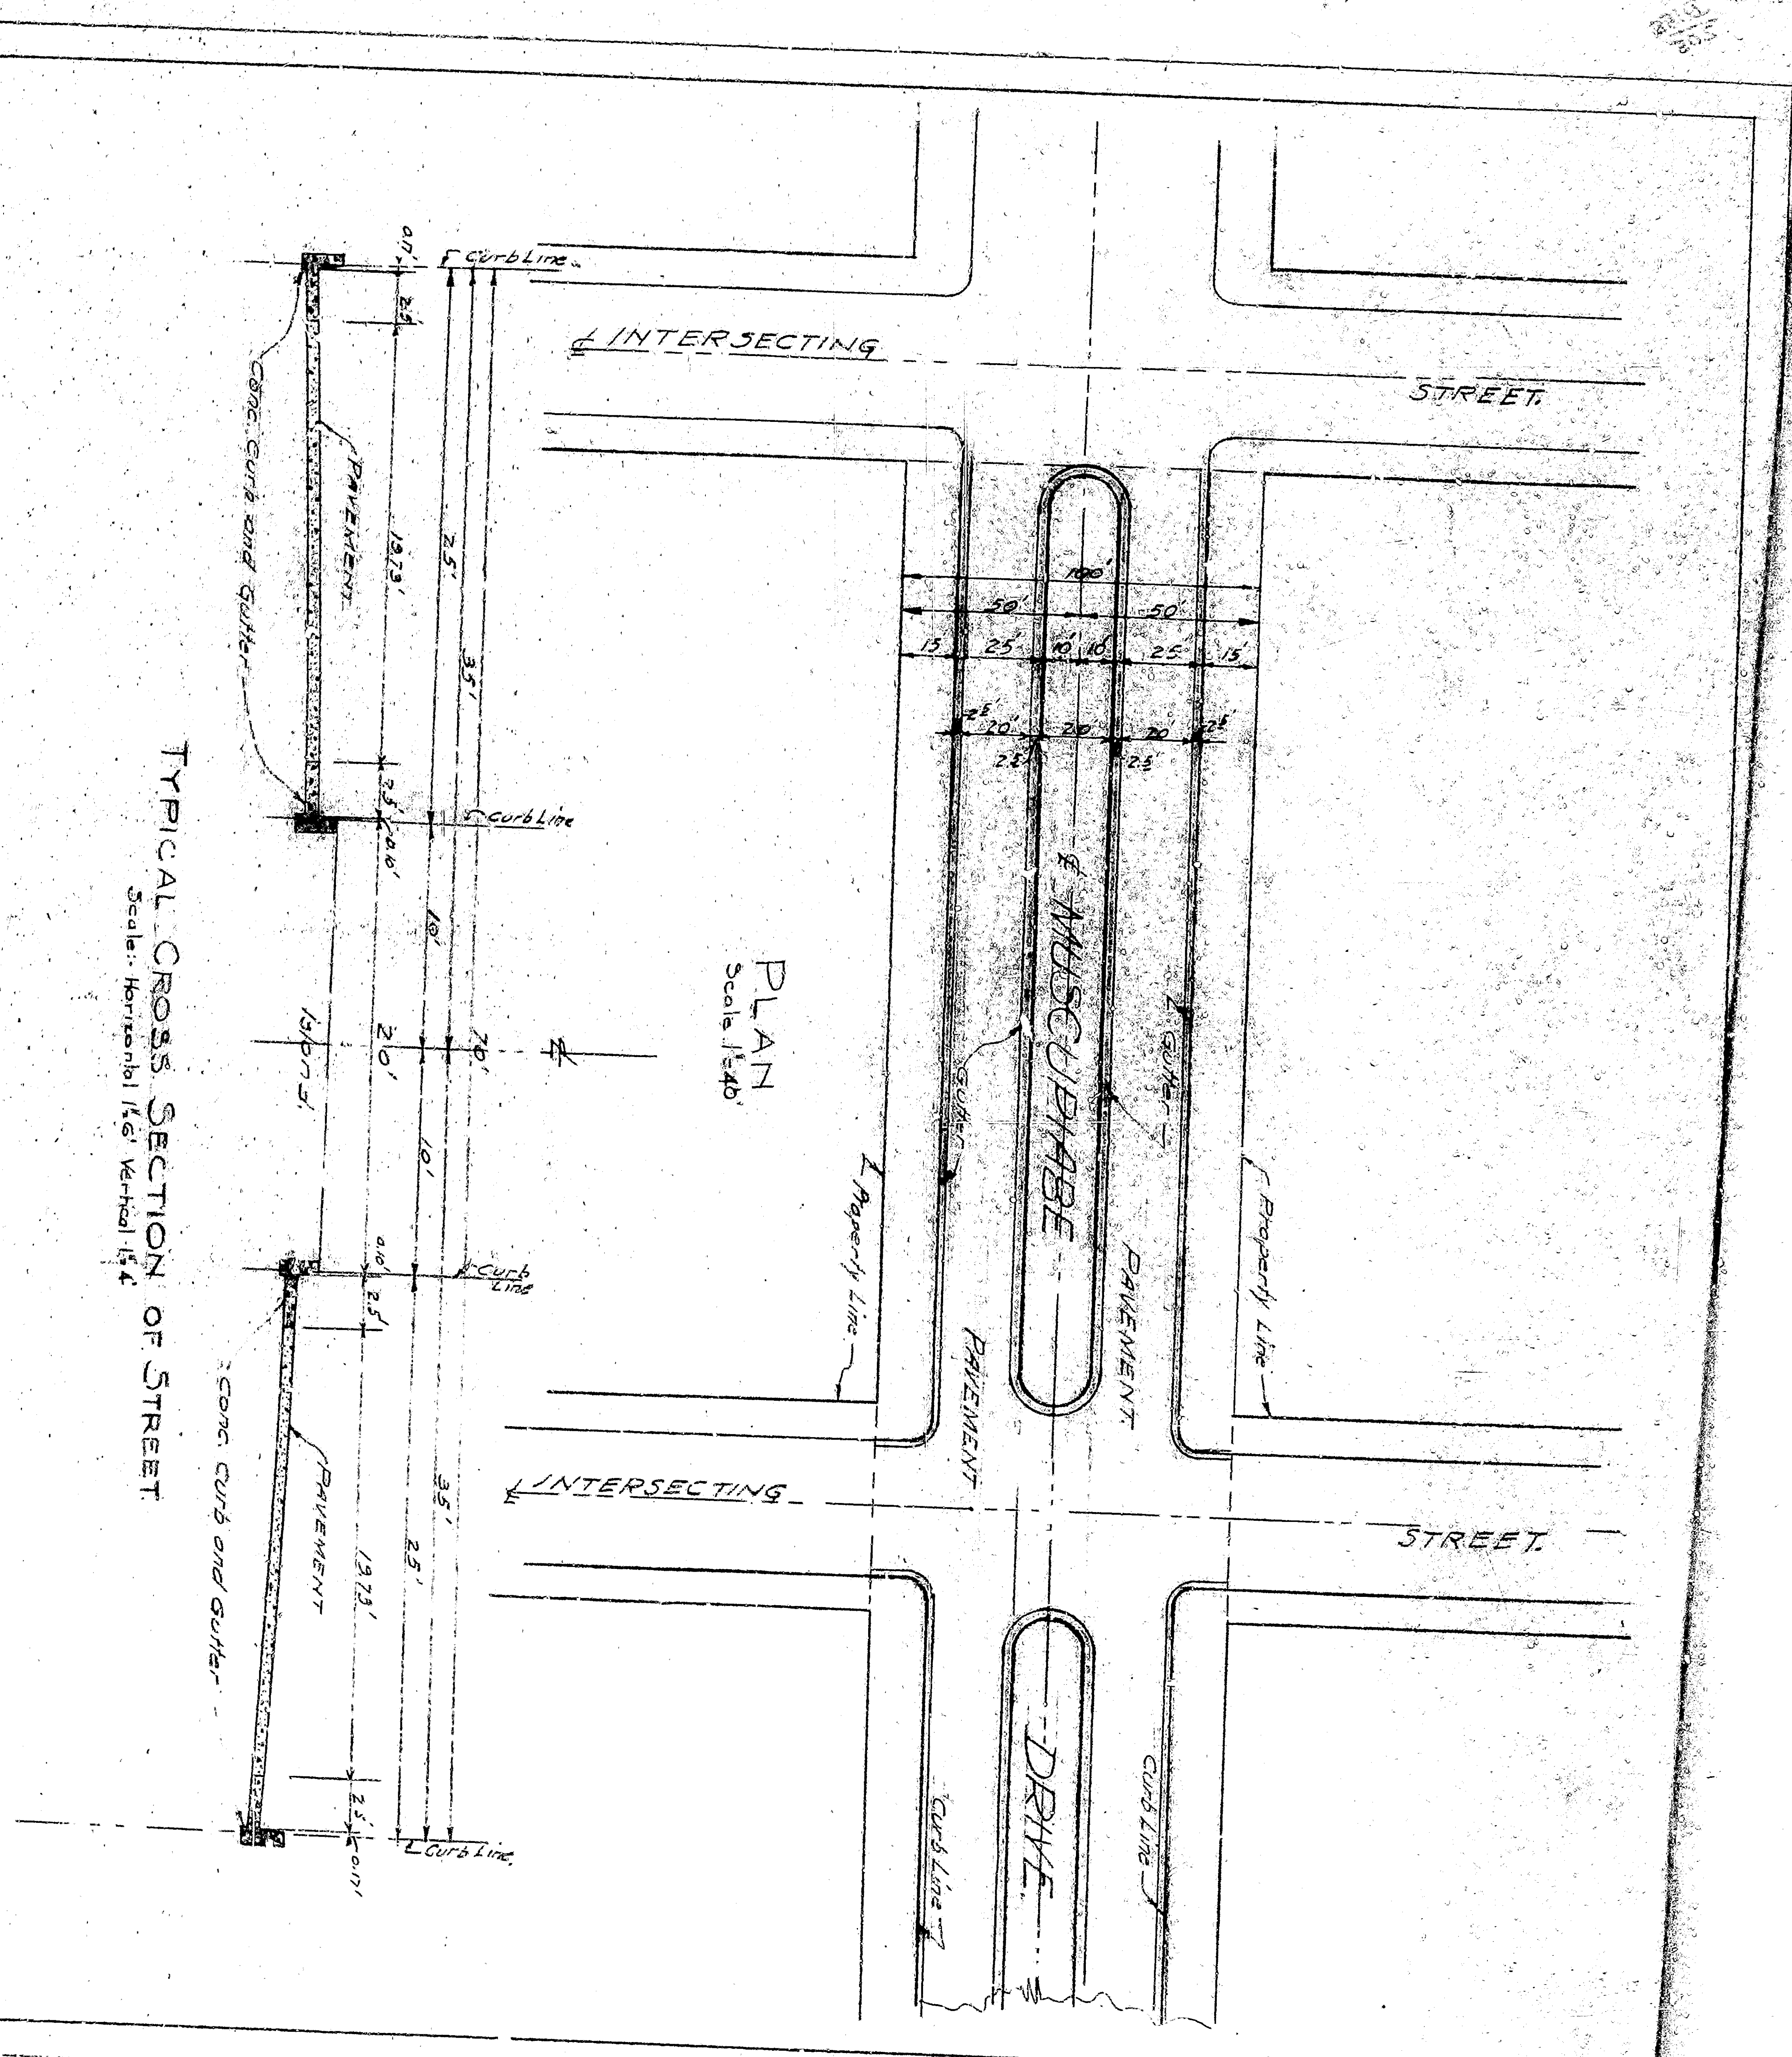 ℄ INTERSECTING
STREET.
100'
50'
50'
15
25'
10'
10'
25
15'
2.5'
20'
20'
20'
2.5'
2.5
2.5'
℄ MUSCUPIABE
DRIVE.
Gutter
Gutter
Property Line
Property Line
PAVEMENT
PAVEMENT
℄ INTERSECTING
STREET.
Curb Line
Curb Line
PLAN
Scale 1"=40'
Curb Line
Curb Line
℄
Curb
Line
Curb Line.
35'
70'
35'
25'
10'
10'
25'
0.17'
2.5'
19.73'
2.5'
0.10'
20'
0.10'
2.5'
19.73'
2.5'
0.17'
PAVEMENT
PAVEMENT
Conc. Curb and Gutter
Conc. Curb and Gutter
TYPICAL CROSS SECTION OF STREET
Scale:- Horizontal 1"=6' Vertical 1"=4'